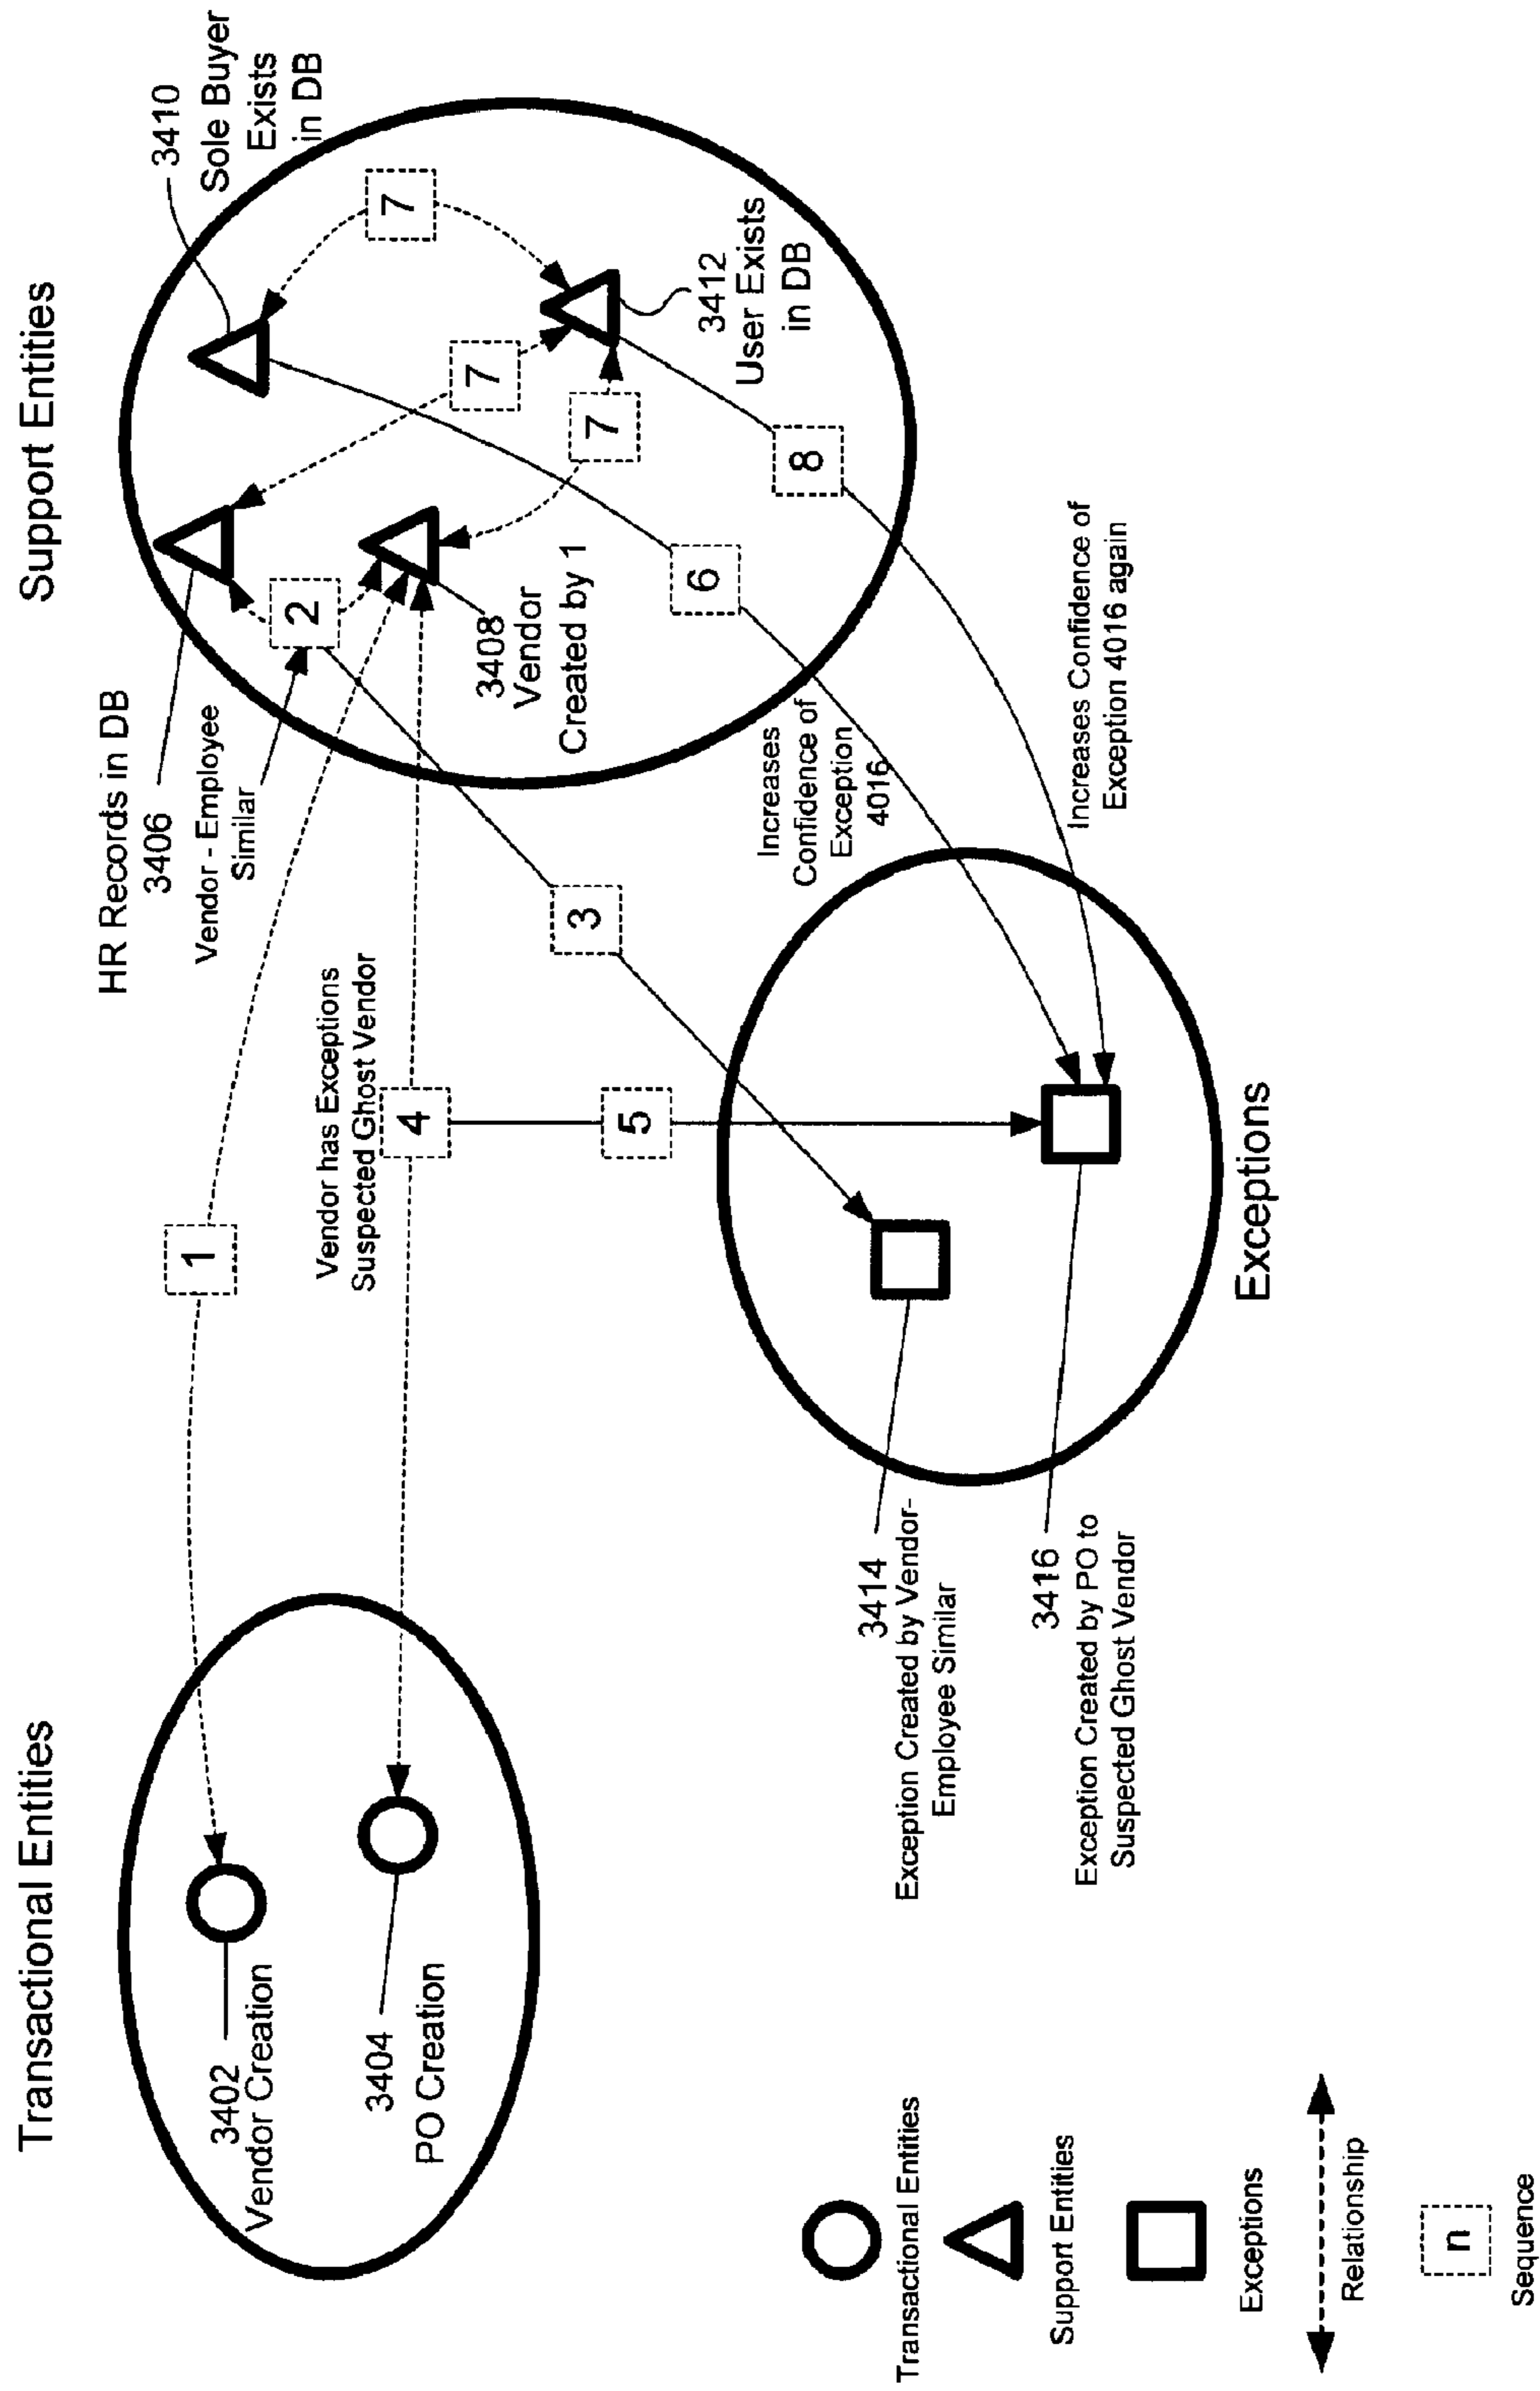 Transactional Entities
Support Entities
3402
Vendor Creation
3404
PO Creation
1
HR Records in DB
3406
Vendor - Employee
Similar
2
3410
Sole Buyer
Exists
in DB
7
7
7
3412
User Exists
in DB
3408
Vendor
Created by 1
Vendor has Exceptions
Suspected Ghost Vendor
4
3
5
6
8
Increases
Confidence of
Exception
4016
Increases Confidence of
Exception 4016 again
3414
Exception Created by Vendor-
Employee Similar
3416
Exception Created by PO to
Suspected Ghost Vendor
Exceptions
Transactional Entities
Support Entities
Exceptions
Relationship
n
Sequence